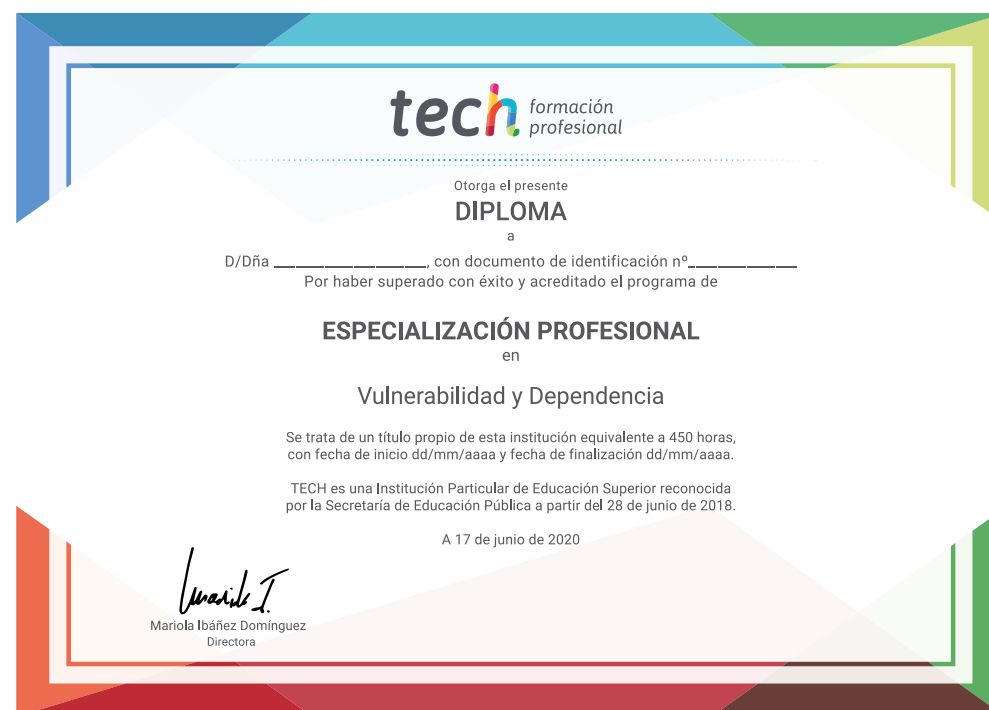 tech formación
profesional
Otorga el presente
DIPLOMA
a
D/Dña ______________, con documento de identificación nº__________
Por haber superado con éxito y acreditado el programa de
ESPECIALIZACIÓN PROFESIONAL
en
Vulnerabilidad y Dependencia
Se trata de un título propio de esta institución equivalente a 450 horas,
con fecha de inicio dd/mm/aaaa y fecha de finalización dd/mm/aaaa.
TECH es una Institución Particular de Educación Superior reconocida
por la Secretaría de Educación Pública a partir del 28 de junio de 2018.
A 17 de junio de 2020
Mariola Ibáñez Domínguez
Directora